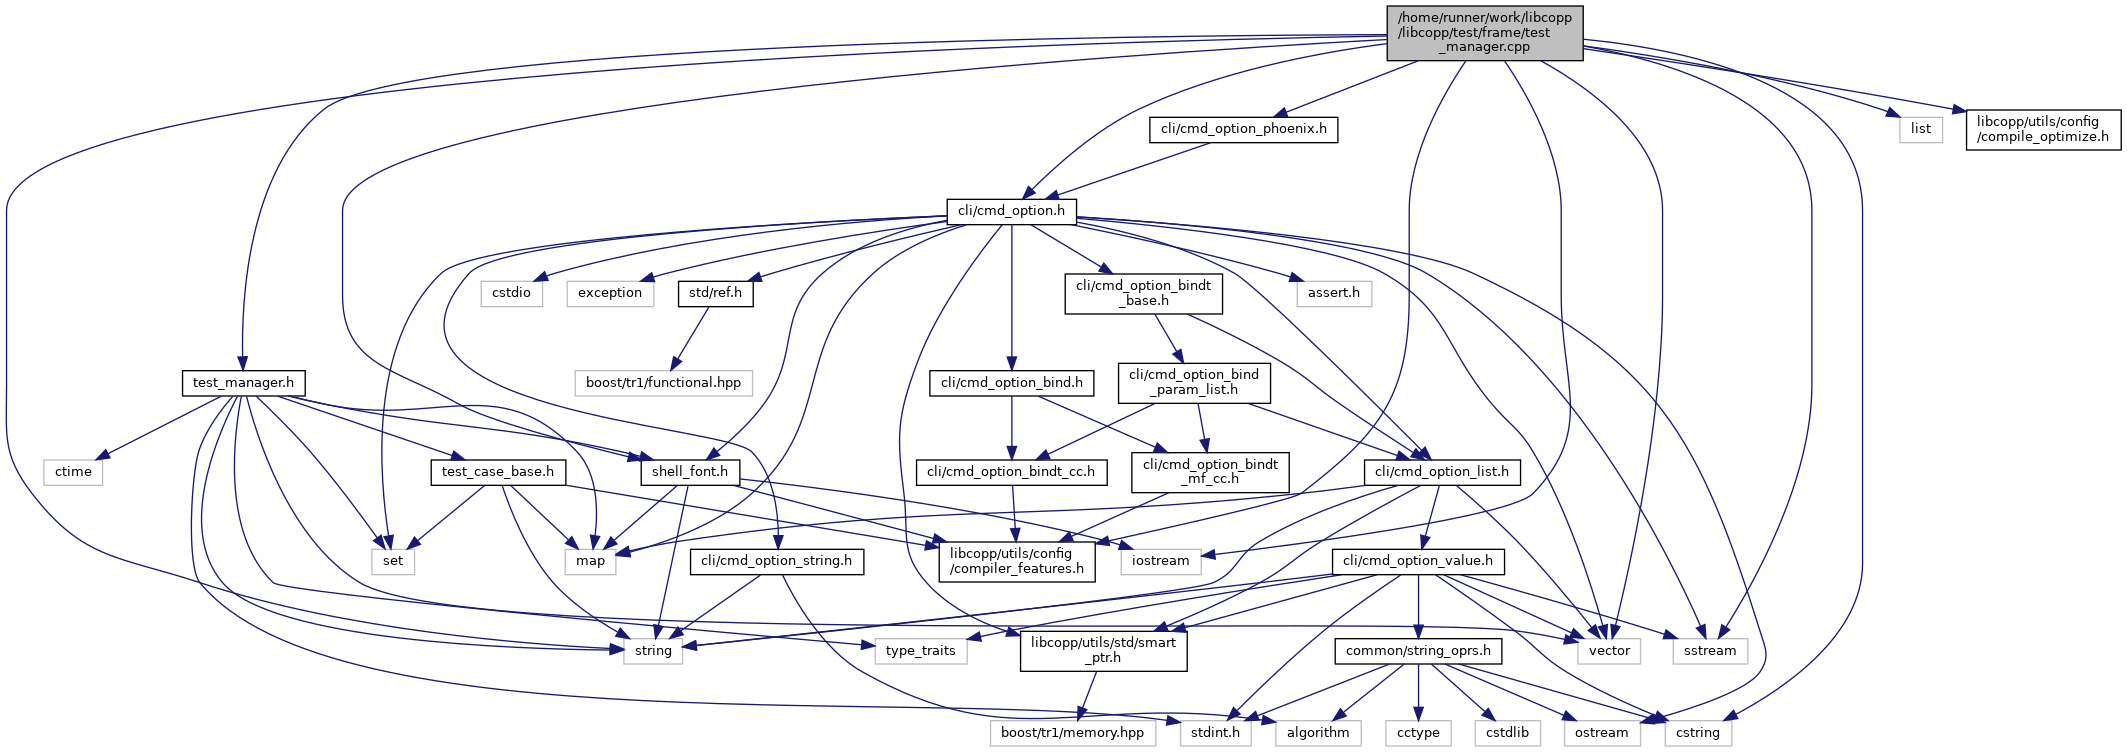 /home/runner/work/libcopp
/libcopp/test/frame/test
_manager.cpp
cli/cmd_option_phoenix.h
list
libcopp/utils/config
/compile_optimize.h
cli/cmd_option.h
cstdio
exception
std/ref.h
cli/cmd_option_bindt
_base.h
assert.h
test_manager.h
boost/tr1/functional.hpp
cli/cmd_option_bind.h
cli/cmd_option_bind
_param_list.h
ctime
test_case_base.h
shell_font.h
cli/cmd_option_bindt_cc.h
cli/cmd_option_bindt
_mf_cc.h
cli/cmd_option_list.h
set
map
cli/cmd_option_string.h
libcopp/utils/config
/compiler_features.h
iostream
cli/cmd_option_value.h
string
type_traits
libcopp/utils/std/smart
_ptr.h
common/string_oprs.h
vector
sstream
boost/tr1/memory.hpp
stdint.h
algorithm
cctype
cstdlib
ostream
cstring